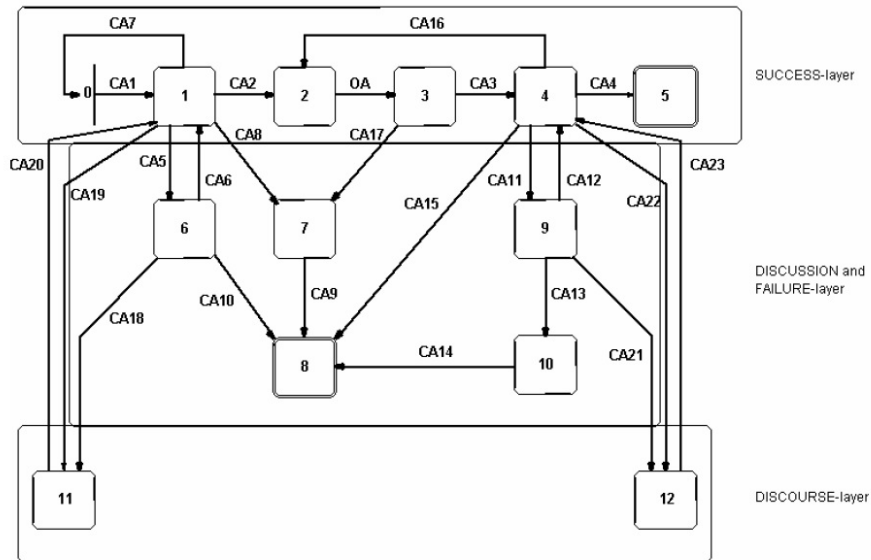 CA7
CA16
0
CA1
1
CA2
2
OA
3
CA3
4
CA4
5
SUCCESS-layer
CA20
CA19
CA5
CA6
CA8
CA17
CA15
CA11
CA12
CA22
CA23
6
7
9
DISCUSSION and
FAILURE-layer
CA18
CA10
CA9
CA13
CA21
8
CA14
10
11
12
DISCOURSE-layer